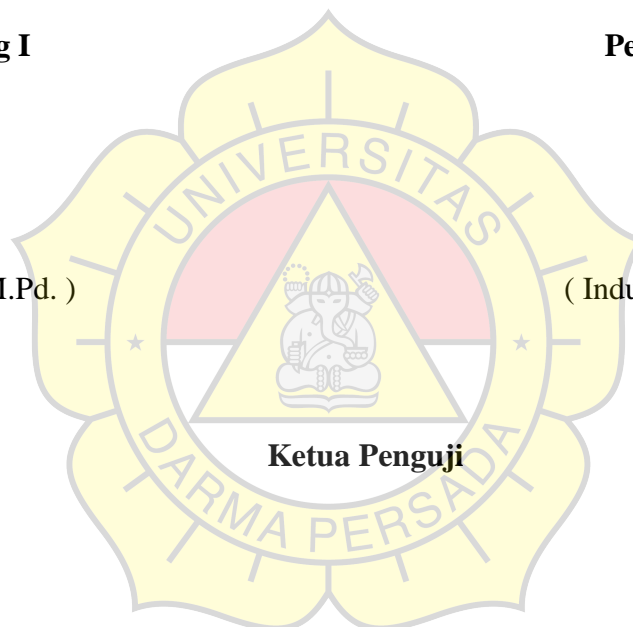 g I Pe
UNIVERSITAS
I.Pd. ) ( Indu
Ketua Penguji
DARMA PERSADA